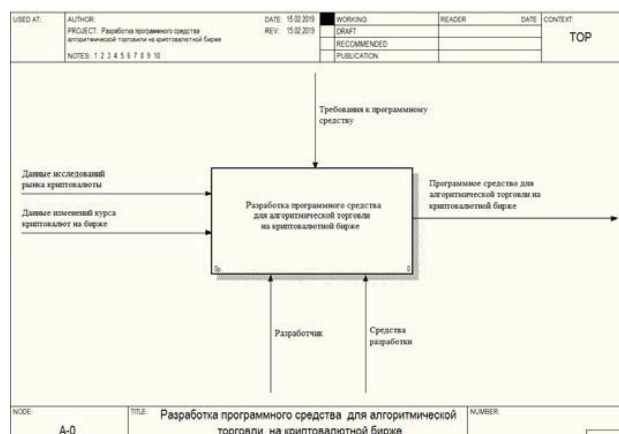 USED AT:
AUTHOR:
DATE: 15.02.2019
WORKING
READER
DATE
CONTEXT:
PROJECT: Разработка программного средства
алгоритмической торговли на криптовалютной бирже
REV: 15.02.2019
DRAFT
TOP
RECOMMENDED
NOTES: 1 2 3 4 5 6 7 8 9 10
PUBLICATION
Требования к программному
средству
Данные исследований
рынка криптовалюты
Данные изменений курса
криптовалют на бирже
Разработка программного средства
для алгоритмической торговли
на криптовалютной бирже
0р.
0
Программное средство для
алгоритмической торговли на
криптовалютной бирже
Разработчик
Средства
разработки
NODE:
TITLE:
Разработка программного средства для алгоритмической
торговли на криптовалютной бирже
NUMBER:
A-0